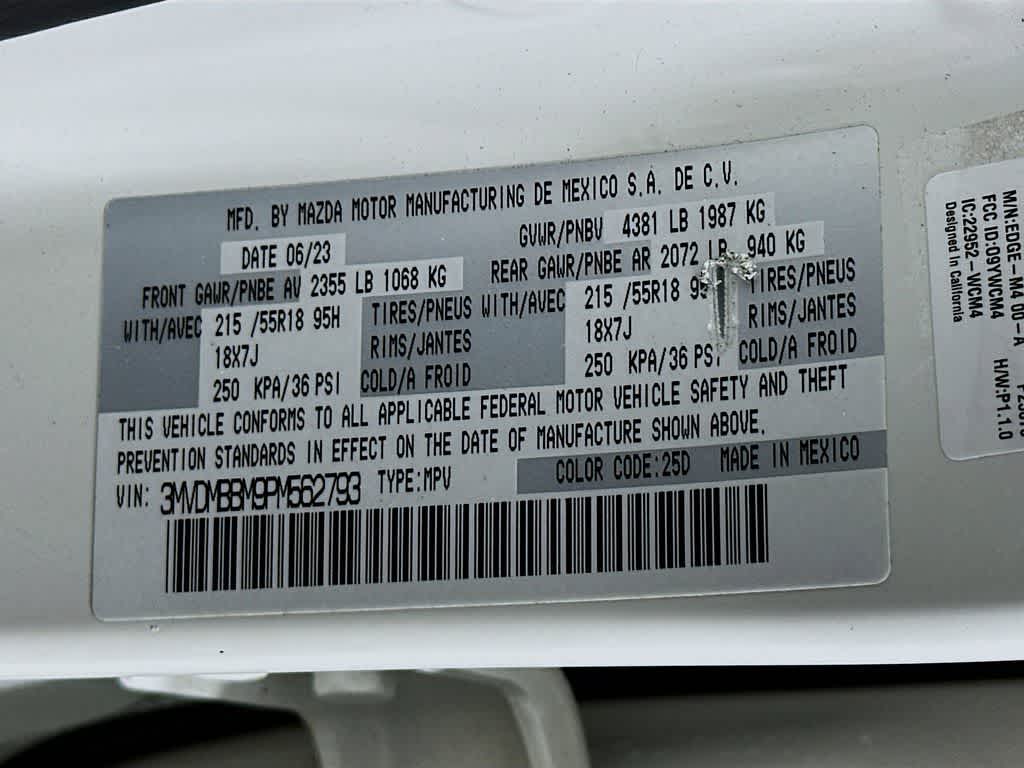 MFD. BY MAZDA MOTOR MANUFACTURING DE MEXICO S.A. DE C.V.
DATE 06/23 GVWR/PNBV 4381 LB 1987 KG
FRONT GAWR/PNBE AV 2355 LB 1068 KG REAR GAWR/PNBE AR 2072 LB 940 KG
WITH/AVEC 215 /55R18 95H TIRES/PNEUS WITH/AVEC 215 /55R18 TIRES/PNEUS
18X7J RIMS/JANTES 18X7J RIMS/JANTES
250 KPA/36 PSI COLD/A FROID 250 KPA/36 PSI COLD/A FROID
THIS VEHICLE CONFORMS TO ALL APPLICABLE FEDERAL MOTOR VEHICLE SAFETY AND THEFT
PREVENTION STANDARDS IN EFFECT ON THE DATE OF MANUFACTURE SHOWN ABOVE.
VIN: 3MVDMBBM9PM562793 TYPE:MPV COLOR CODE:25D MADE IN MEXICO
M/N:EDGE-M4 00-A
FCC ID:O9YWCM4
IC:22952-WCM4
Designed in California
H/W:P1.1.0